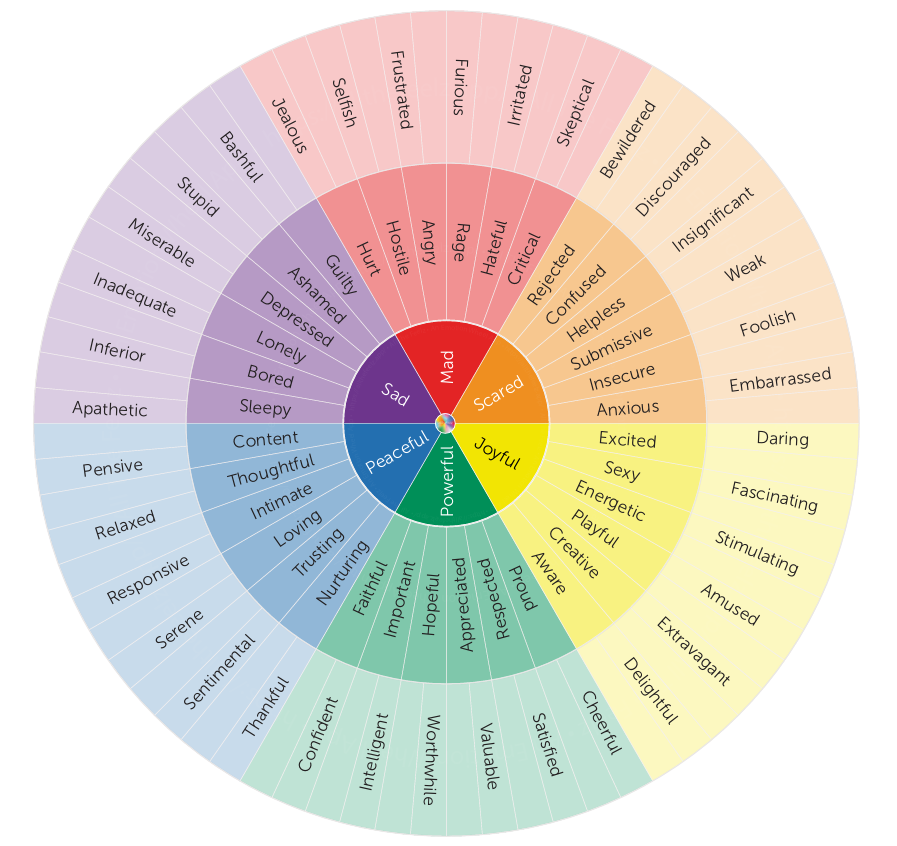 Mad
Scared
Joyful
Powerful
Peaceful
Sad
Hurt
Hostile
Angry
Rage
Hateful
Critical
Rejected
Confused
Helpless
Submissive
Insecure
Anxious
Excited
Sexy
Energetic
Playful
Creative
Aware
Proud
Respected
Appreciated
Hopeful
Important
Faithful
Nurturing
Trusting
Loving
Intimate
Thoughtful
Content
Sleepy
Bored
Lonely
Depressed
Ashamed
Guilty
Jealous
Selfish
Frustrated
Furious
Irritated
Skeptical
Bewildered
Discouraged
Insignificant
Weak
Foolish
Embarrassed
Daring
Fascinating
Stimulating
Amused
Extravagant
Delightful
Cheerful
Satisfied
Valuable
Worthwhile
Intelligent
Confident
Thankful
Sentimental
Serene
Responsive
Relaxed
Pensive
Apathetic
Inferior
Inadequate
Miserable
Stupid
Bashful